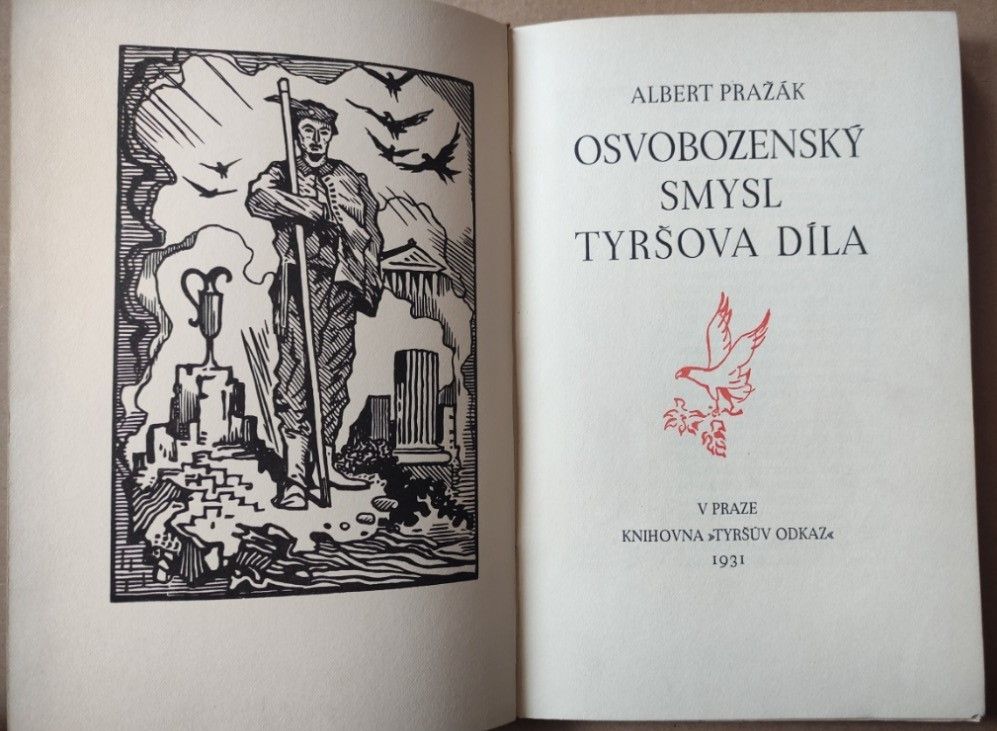 ALBERT PRAŽÁK
OSVOBOZENSKÝ
SMYSL
TYRŠOVA DÍLA
V PRAZE
KNIHOVNA »TYRŠŮV ODKAZ«
1931